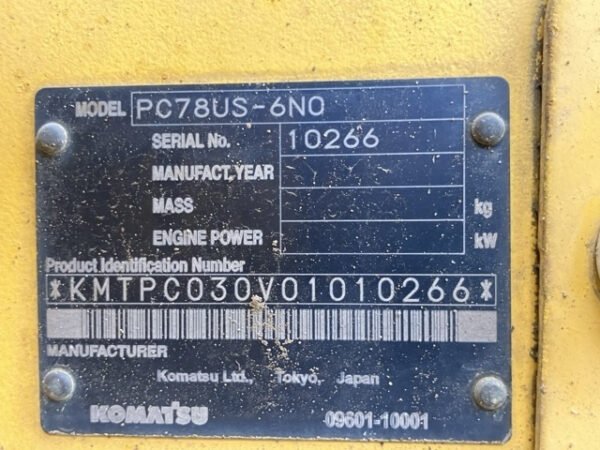 MODEL PC78US-6N0
SERIAL No. 10266
MANUFACT, YEAR
MASS kg
ENGINE POWER kW
Product Identification Number
*KMTPC030V01010266*
MANUFACTURER
Komatsu Ltd., Tokyo, Japan
KOMATSU 09601-10001